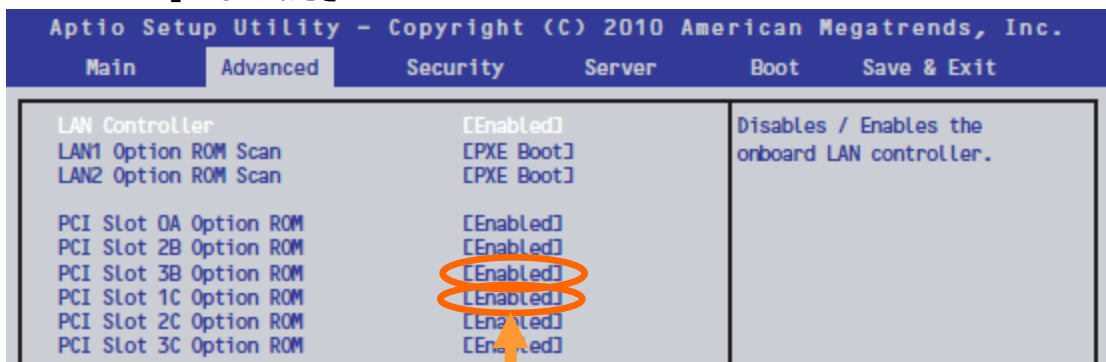 Aptio Setup Utility – Copyright (C) 2010 American Megatrends, Inc.
Main Advanced Security Server Boot Save & Exit
LAN Controller [Enabled]
LAN1 Option ROM Scan [PXE Boot]
LAN2 Option ROM Scan [PXE Boot]
PCI Slot 0A Option ROM [Enabled]
PCI Slot 2B Option ROM [Enabled]
PCI Slot 3B Option ROM [Enabled]
PCI Slot 1C Option ROM [Enabled]
PCI Slot 2C Option ROM [Enabled]
PCI Slot 3C Option ROM [Enabled]
Disables / Enables the
onboard LAN controller.